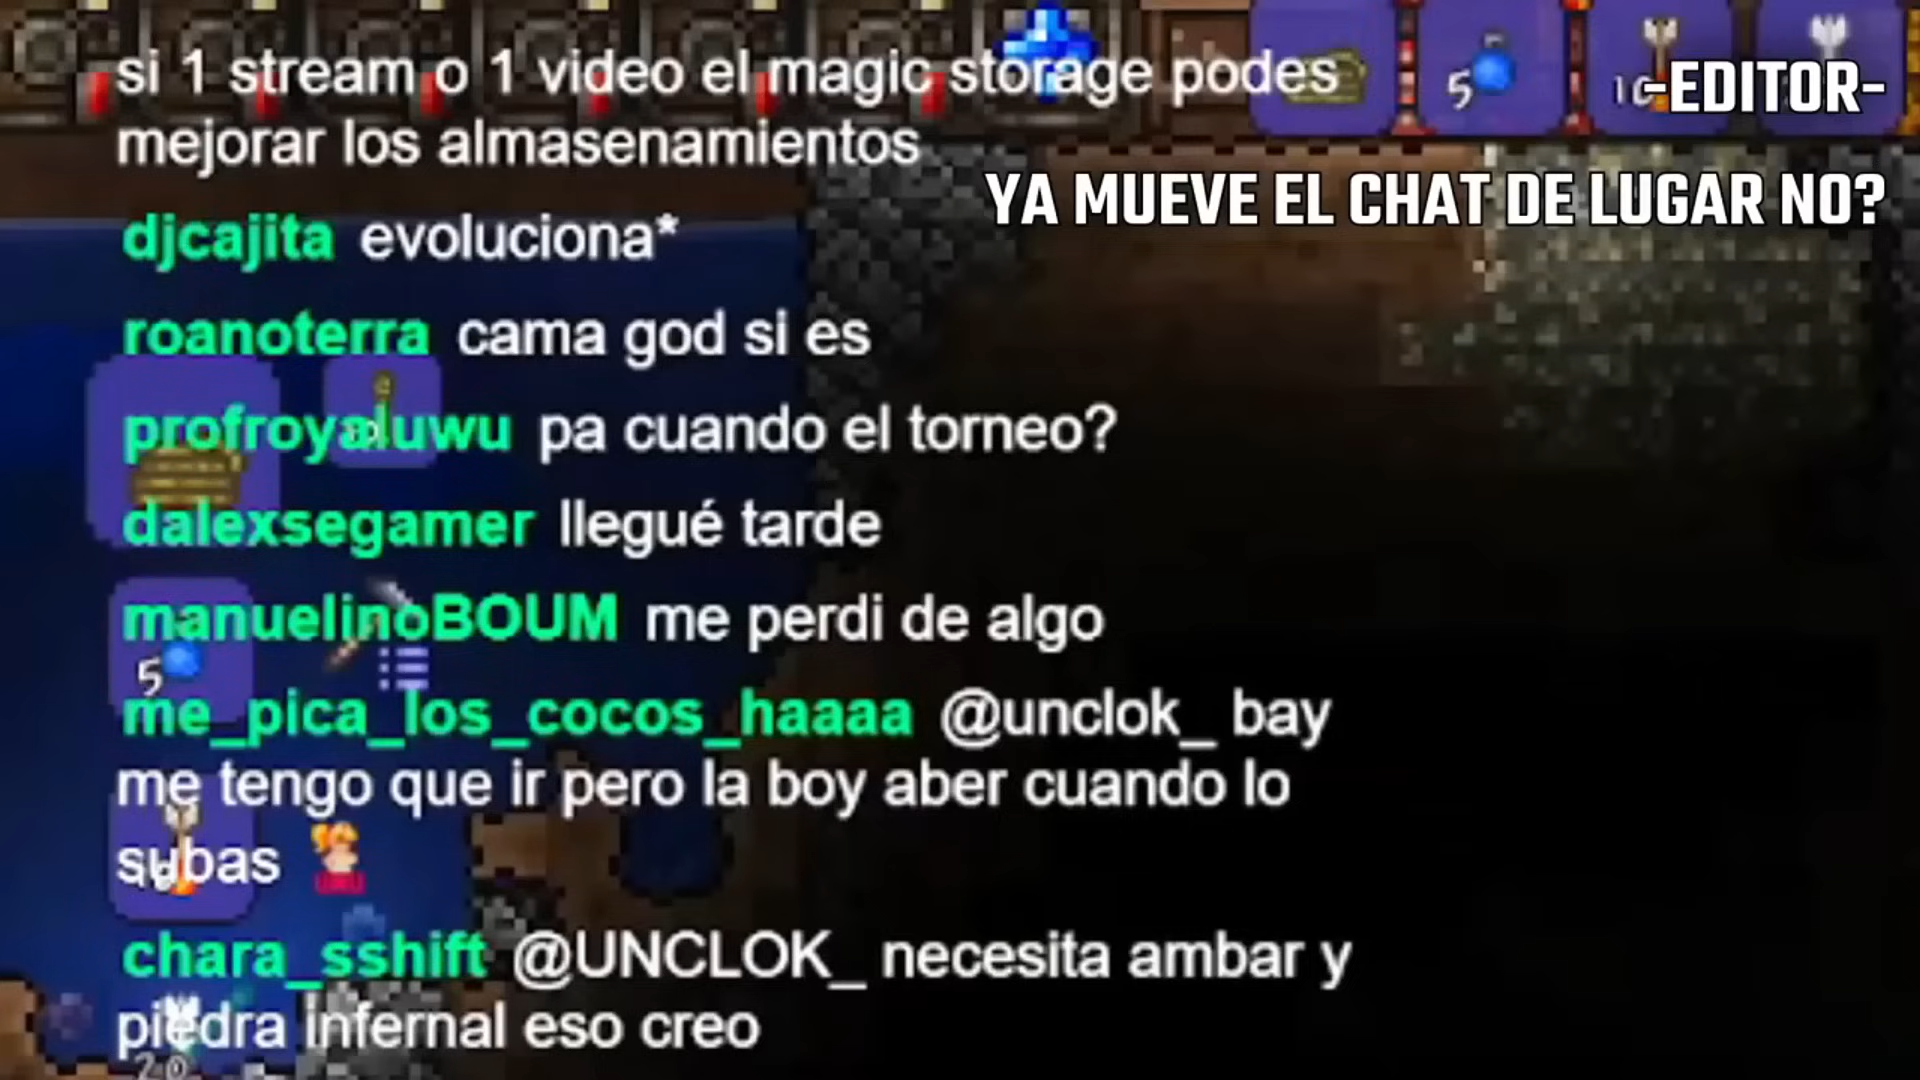 si 1 stream o 1 video el magic storage podes
mejorar los almasenamientos
-EDITOR-
YA MUEVE EL CHAT DE LUGAR NO?
djcajita evoluciona*
roanoterra cama god si es
profroyaluwu pa cuando el torneo?
dalexsegamer llegué tarde
manuelinoBOUM me perdi de algo
5
me_pica_los_cocos_haaaa @unclok_ bay
me tengo que ir pero la boy aber cuando lo
subas
chara_sshift @UNCLOK_ necesita ambar y
piedra infernal eso creo
20
5